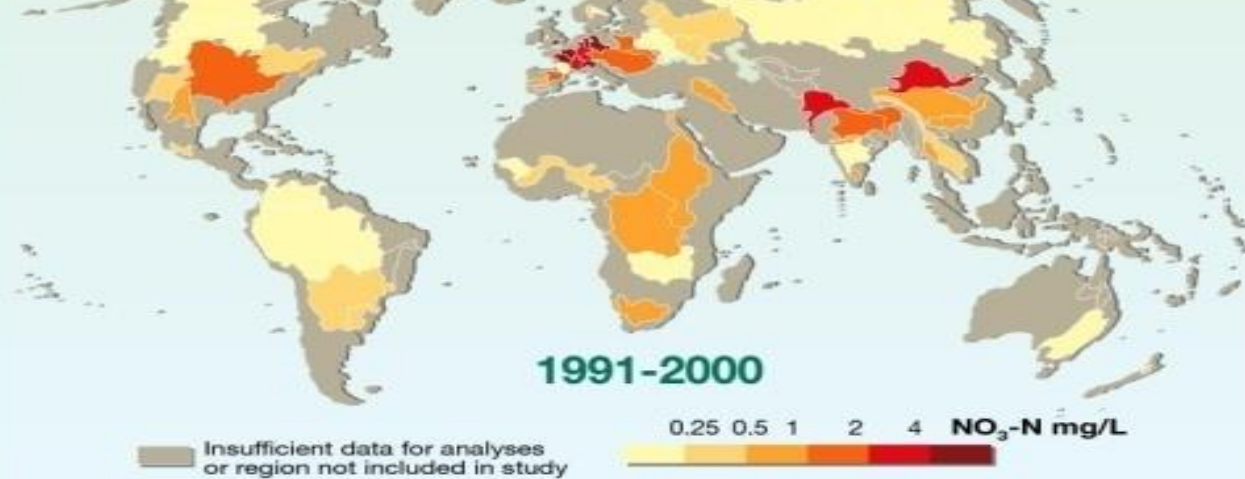 1991-2000
0.25 0.5 1 2 4 NO₃-N mg/L
Insufficient data for analyses
or region not included in study